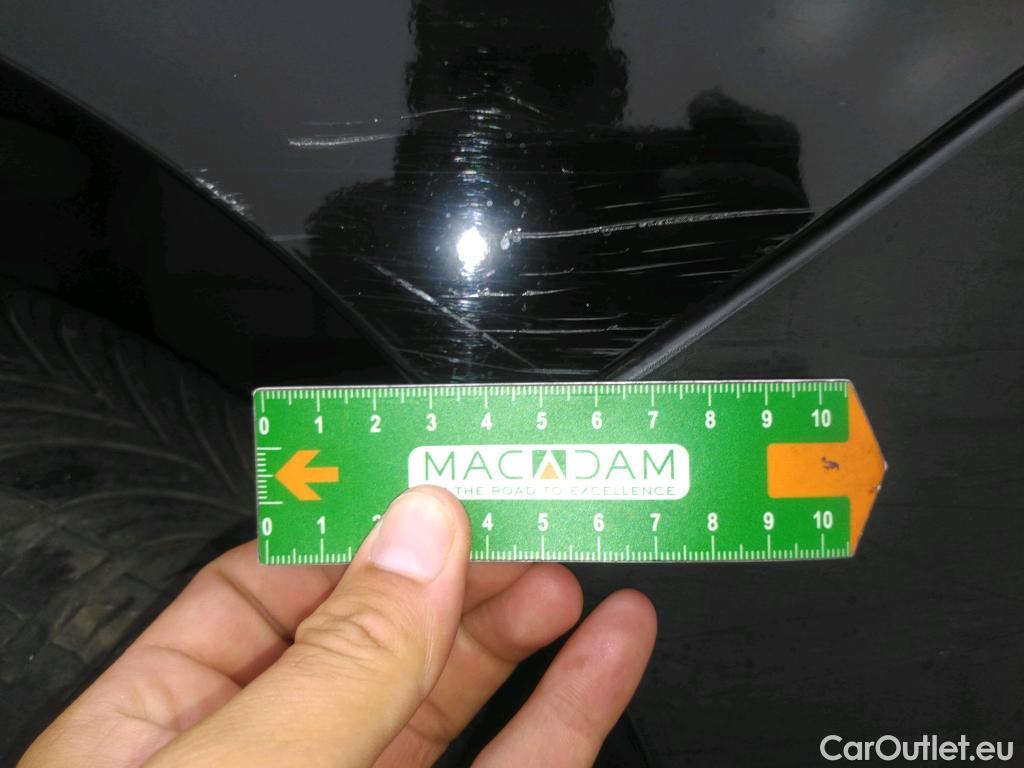 0 1 2 3 4 5 6 7 8 9 10
MACADAM
THE ROAD TO EXCELLENCE
0 1 2 4 5 6 7 8 9 10
CarOutlet.eu